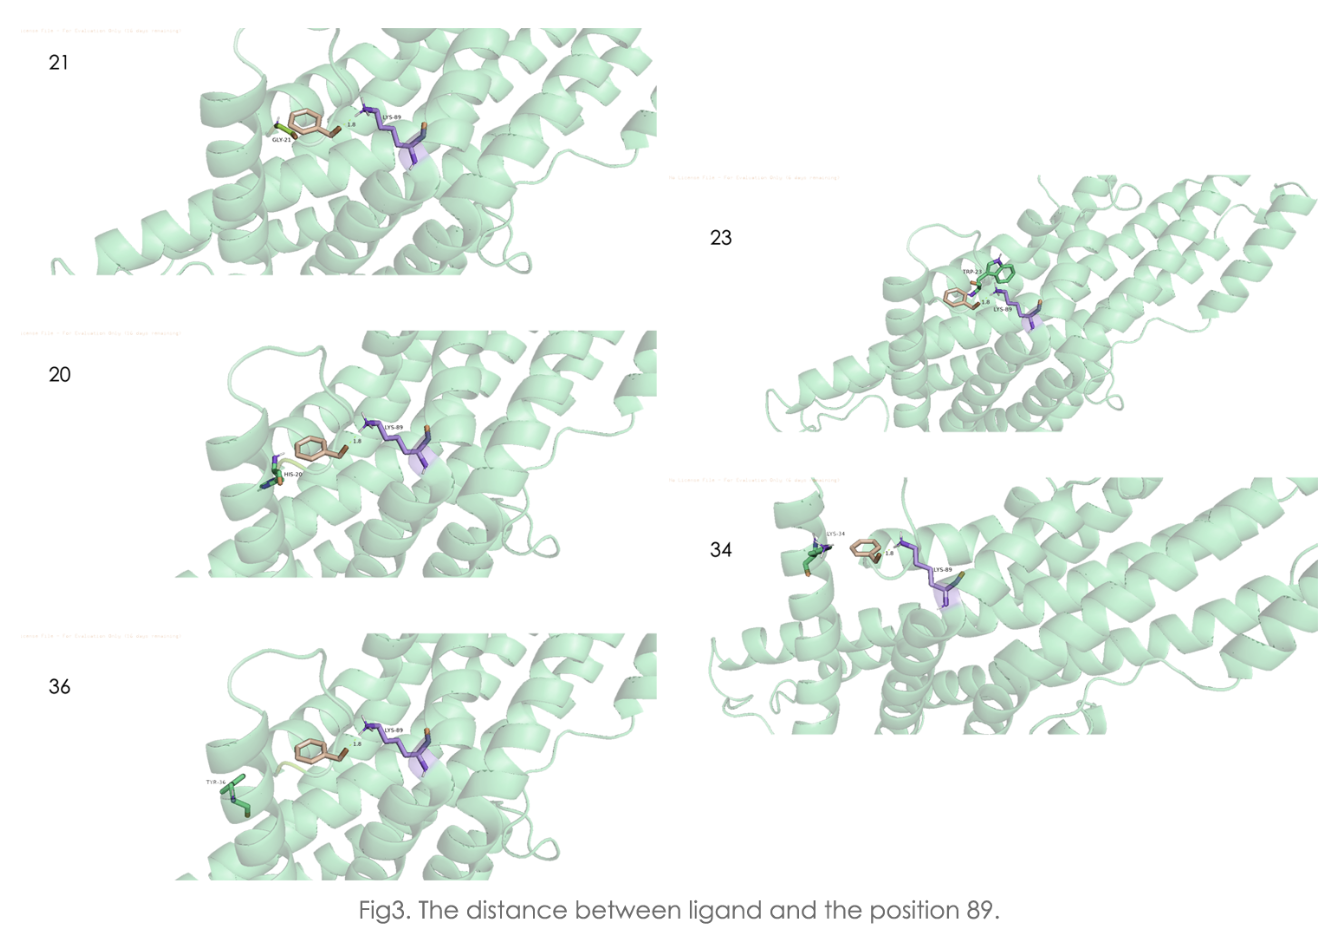 21
LYS-89
1.8
GLY-21
20
LYS-89
1.8
HIS-20
36
LYS-89
1.8
TYR-36
23
TRP-23
1.8
LYS-89
34
LYS-34
1.8
LYS-89
Fig3. The distance between ligand and the position 89.